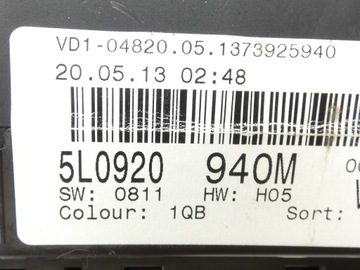 VD1-04820.05.1373925940
20.05.13 02:48
5L0920 940M
SW: 0811 HW: H05
Colour: 1QB Sort: